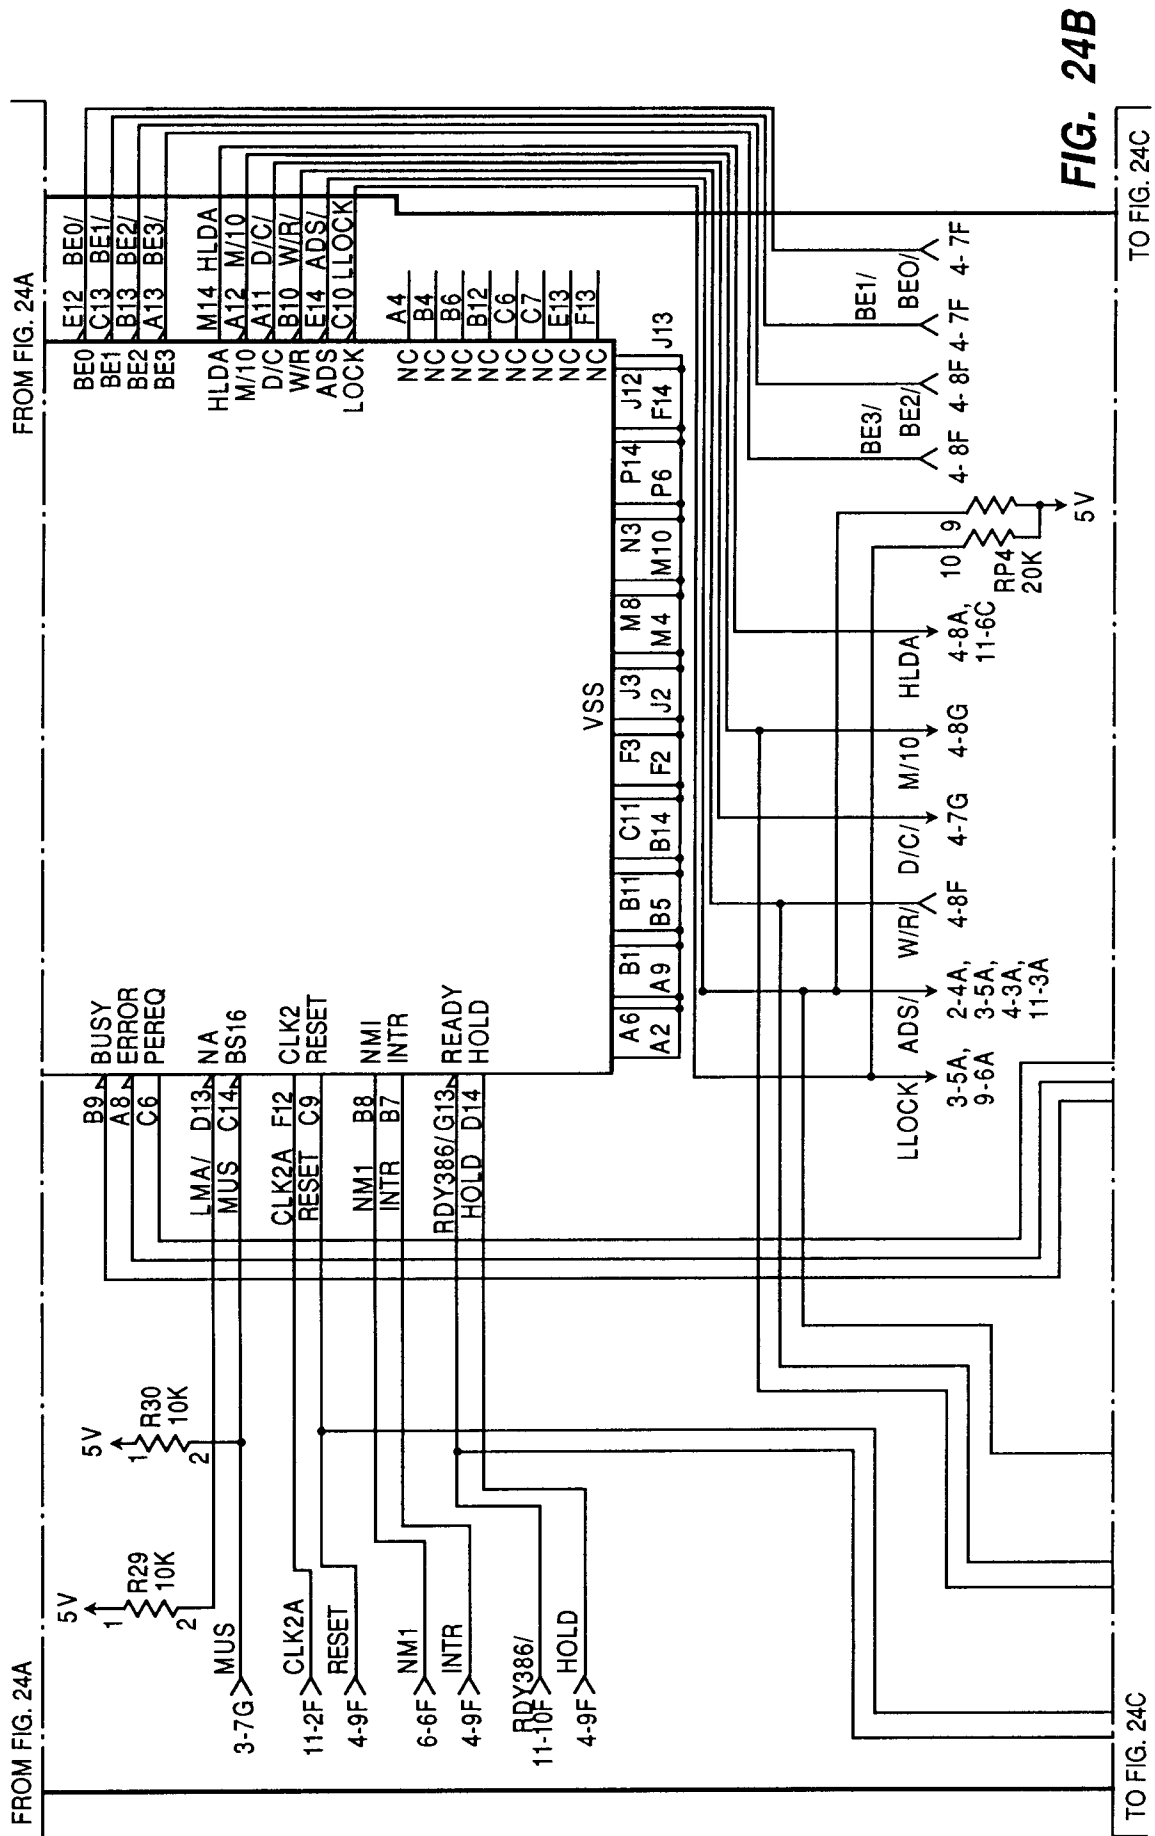 FROM FIG. 24A
FROM FIG. 24A
5V
1
R29
10K
2
5V
1
R30
10K
2
MUS
3-7G
CLK2A
11-2F
RESET
4-9F
NM1
6-6F
INTR
4-9F
RDY386/
11-10F
HOLD
4-9F
B9
BUSY
A8
ERROR
C6
PEREQ
LMA/ D13
NA
MUS C14
BS16
CLK2A F12
CLK2
RESET C9
RESET
NM1 B8
NMI
INTR B7
INTR
RDY386/ G13
READY
HOLD D14
HOLD
BE0
E12 BE0/
BE1
C13 BE1/
BE2
B13 BE2/
BE3
A13 BE3/
HLDA
M14 HLDA
M/10
A12 M/10
D/C
A11 D/C/
W/R
B10 W/R/
ADS
E14 ADS/
LOCK
C10 LLOCK
NC A4
NC B4
NC B6
NC B12
NC C6
NC C7
NC E13
NC F13
VSS
A6 B1 B11 C11 F3 J3 M8 N3 P14 J12 J13
A2 A9 B5 B14 F2 J2 M4 M10 P6 F14
LLOCK
3-5A,
9-6A
ADS/
2-4A,
3-5A,
4-3A,
11-3A
W/R/
4-8F
D/C/
4-7G
M/10
4-8G
HLDA
4-8A,
11-6C
10
9
RP4
20K
5V
BE3/
4-8F
BE2/
4-8F
BE1/
4-7F
BEO/
4-7F
TO FIG. 24C
TO FIG. 24C
FIG. 24B